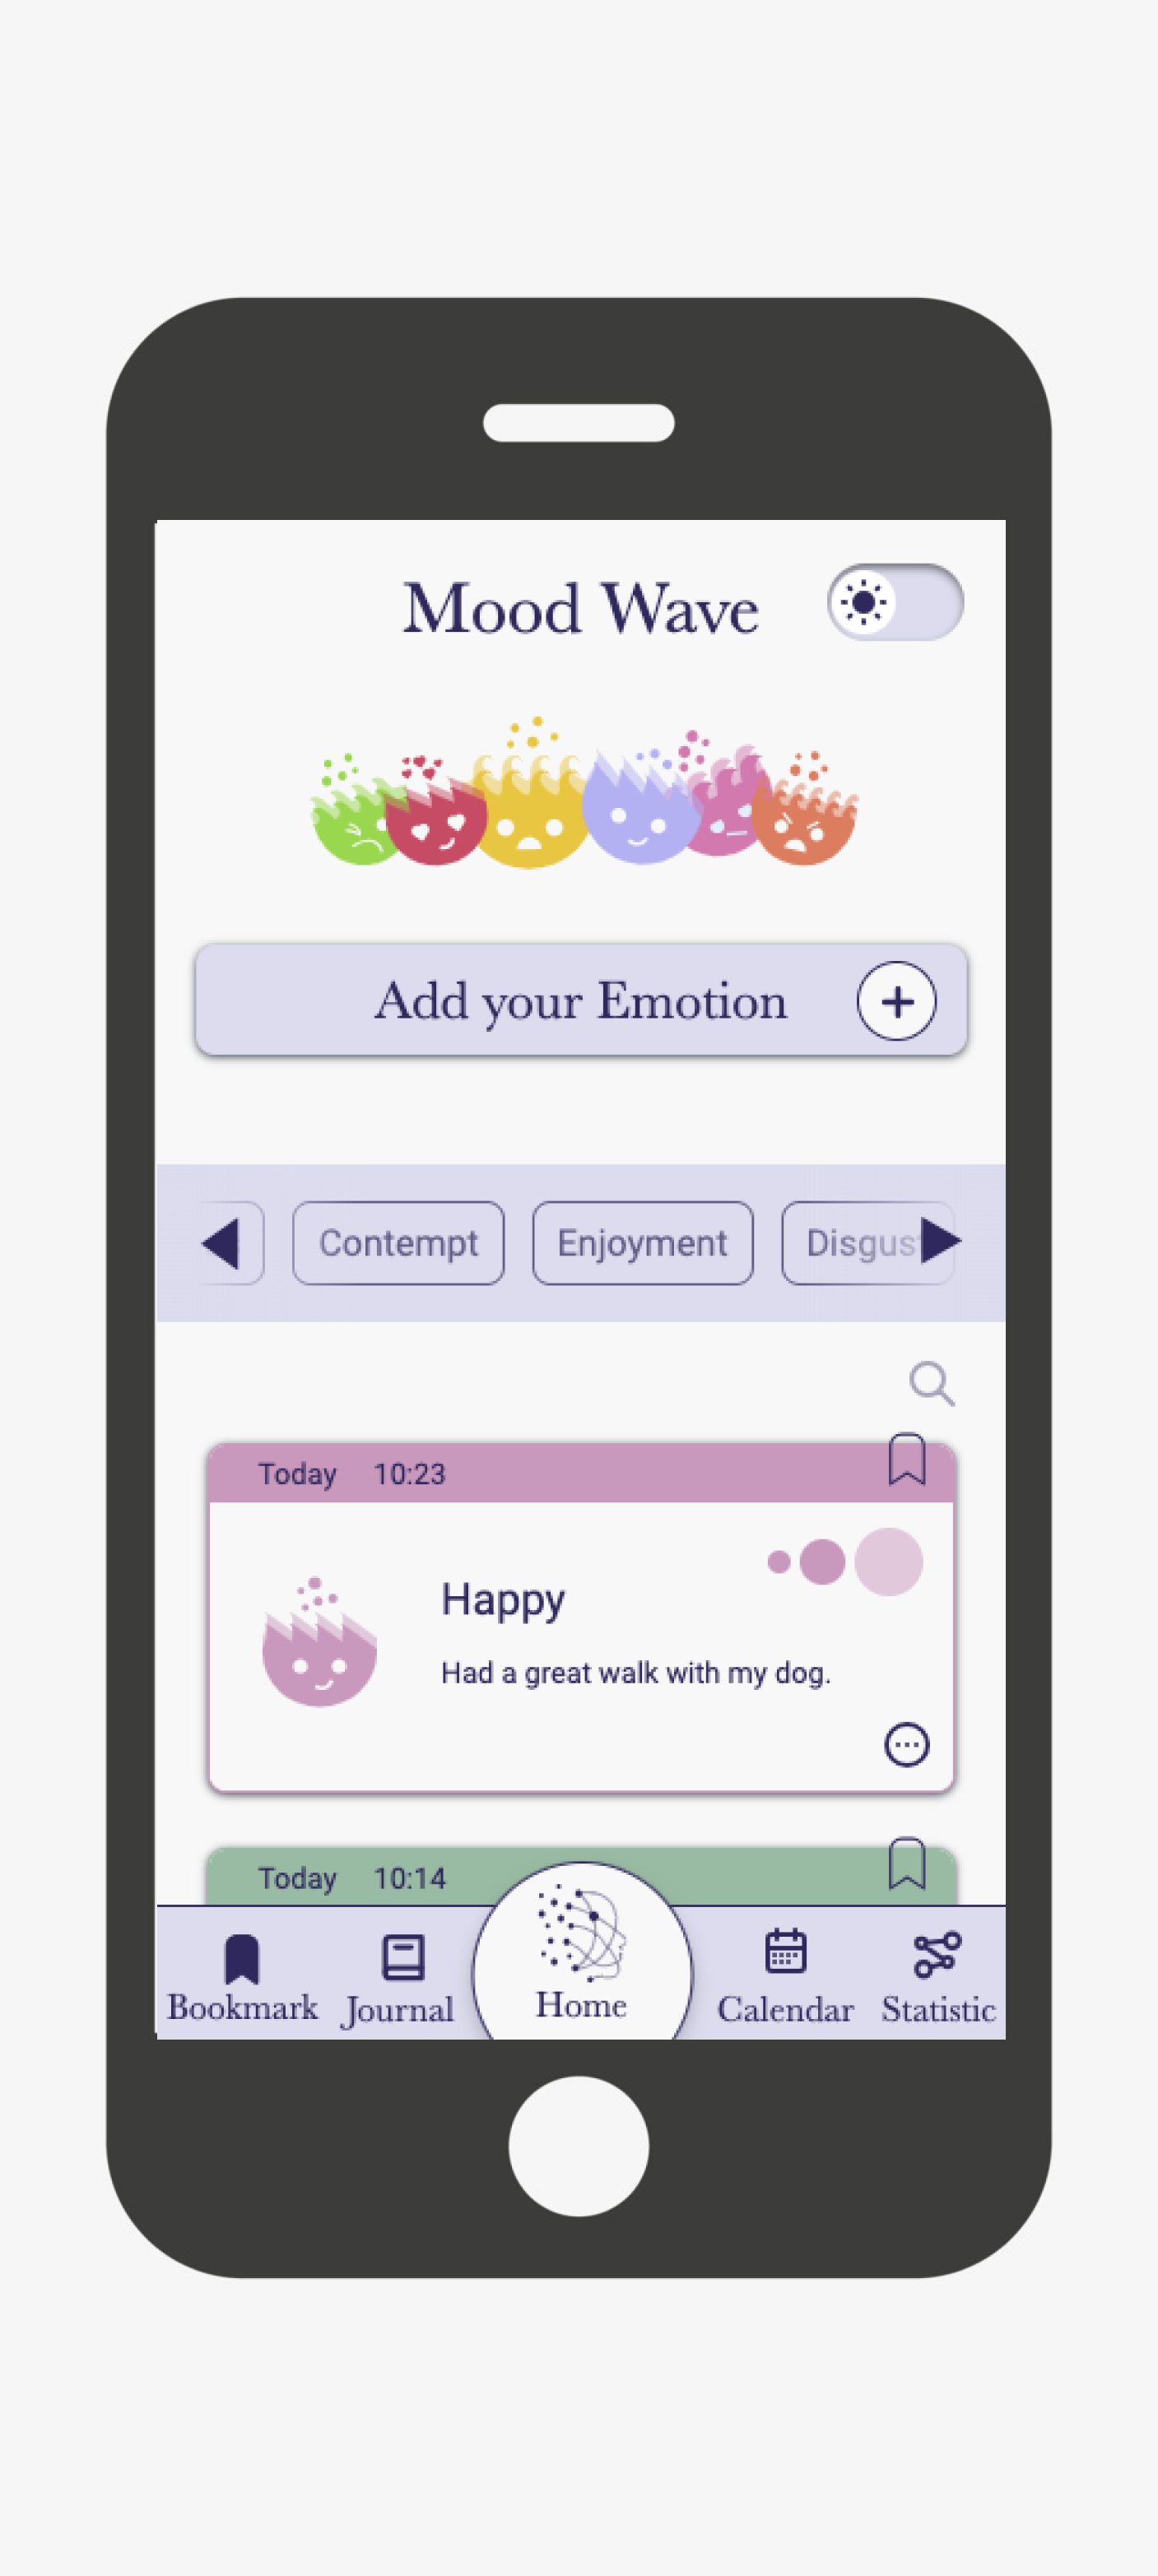 Mood Wave
Add your Emotion
Contempt Enjoyment Disgus
Today 10:23
Happy
Had a great walk with my dog.
Today 10:14
Bookmark Journal Home Calendar Statistic